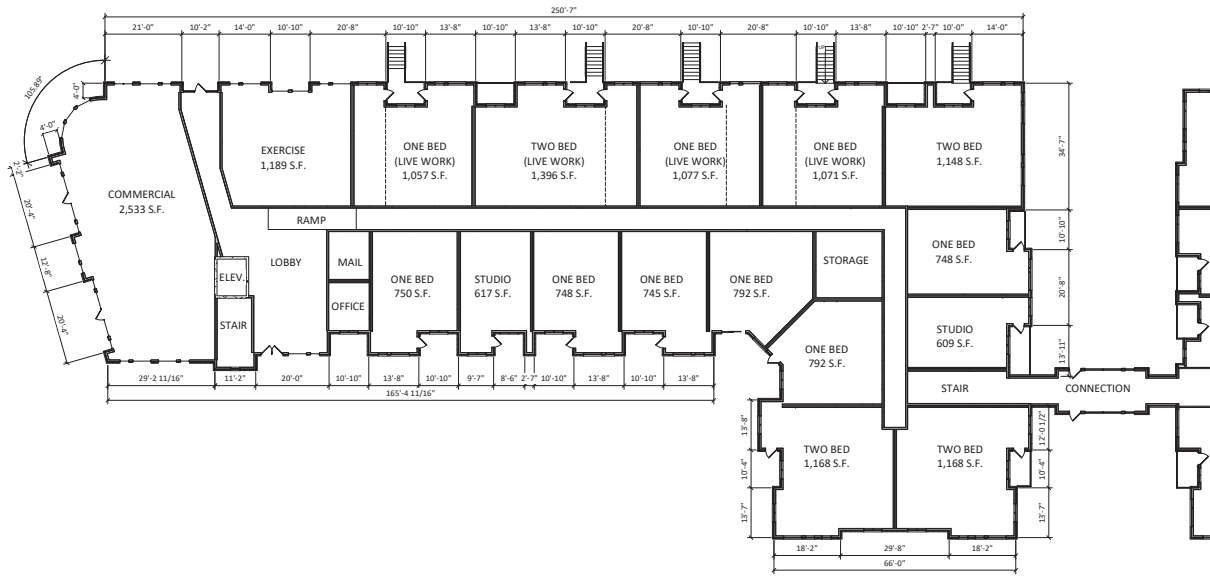 250'-7"
21'-0" 10'-2" 14'-0" 10'-10" 20'-8" 10'-10" 13'-8" 10'-10" 13'-8" 10'-10" 20'-8" 10'-10" 20'-8" 10'-10" 13'-8" 10'-10" 2'-7" 10'-0" 14'-0"
UP
105.89"
4'-0"
4'-0"
2'-2"
20'-4"
12'-8"
20'-4"
COMMERCIAL
2,533 S.F.
EXERCISE
1,189 S.F.
ONE BED
(LIVE WORK)
1,057 S.F.
TWO BED
(LIVE WORK)
1,396 S.F.
ONE BED
(LIVE WORK)
1,077 S.F.
ONE BED
(LIVE WORK)
1,071 S.F.
TWO BED
1,148 S.F.
34'-7"
10'-10"
20'-8"
13'-11"
RAMP
LOBBY
ELEV.
STAIR
MAIL
OFFICE
ONE BED
750 S.F.
STUDIO
617 S.F.
ONE BED
748 S.F.
ONE BED
745 S.F.
ONE BED
792 S.F.
STORAGE
ONE BED
748 S.F.
STUDIO
609 S.F.
ONE BED
792 S.F.
STAIR
CONNECTION
29'-2 11/16" 11'-2" 20'-0" 10'-10" 13'-8" 10'-10" 9'-7" 8'-6" 2'-7" 10'-10" 13'-8" 10'-10" 13'-8"
165'-4 11/16"
13'-8"
10'-4"
13'-7"
TWO BED
1,168 S.F.
TWO BED
1,168 S.F.
12'-0 1/2"
10'-4"
13'-7"
18'-2" 29'-8" 18'-2"
66'-0"